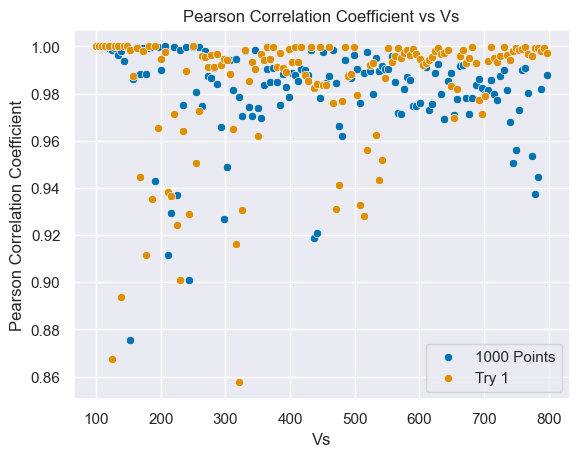 Pearson Correlation Coefficient vs Vs
Pearson Correlation Coefficient
1.00
0.98
0.96
0.94
0.92
0.90
0.88
0.86
1000 Points
Try 1
100 200 300 400 500 600 700 800
Vs